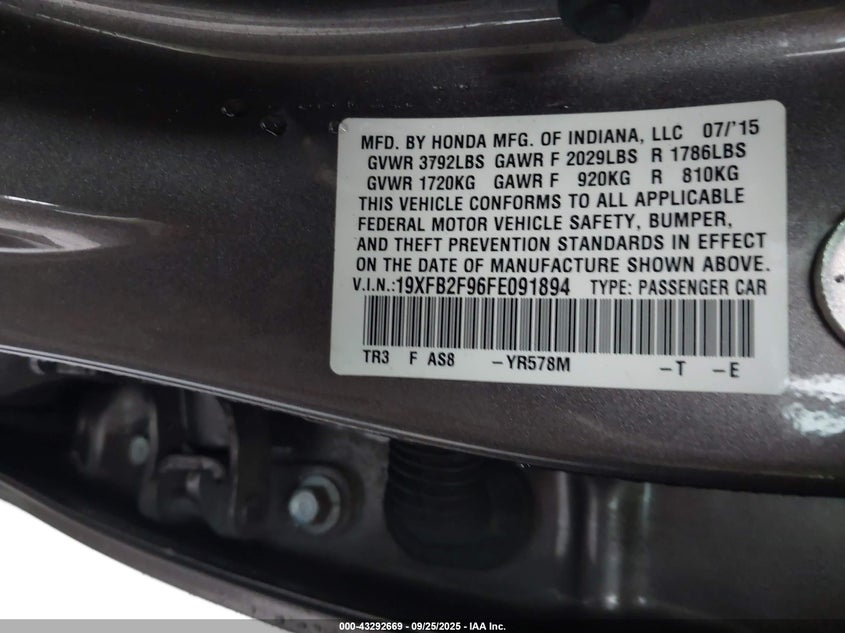 MFD. BY HONDA MFG. OF INDIANA, LLC 07/'15
GVWR 3792LBS GAWR F 2029LBS R 1786LBS
GVWR 1720KG GAWR F 920KG R 810KG
THIS VEHICLE CONFORMS TO ALL APPLICABLE
FEDERAL MOTOR VEHICLE SAFETY, BUMPER,
AND THEFT PREVENTION STANDARDS IN EFFECT
ON THE DATE OF MANUFACTURE SHOWN ABOVE.
V.I.N.:19XFB2F96FE091894 TYPE: PASSENGER CAR
TR3 F AS8 –YR578M –T –E
000-43292669 - 09/25/2025 - IAA Inc.